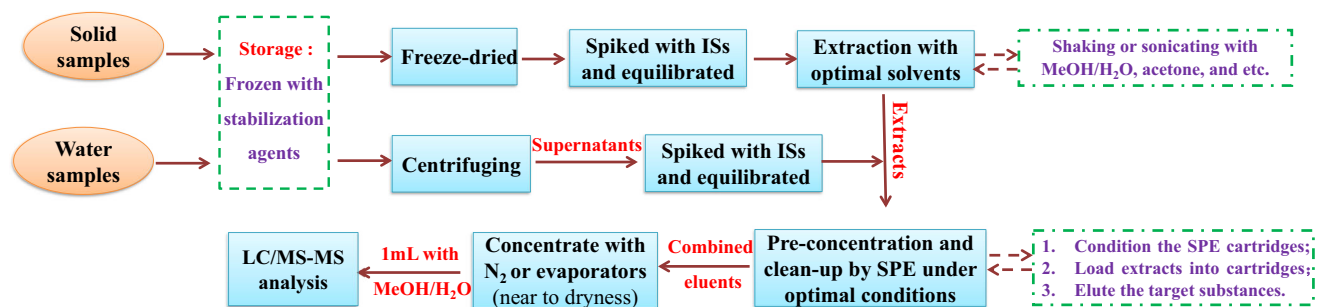 Solid
samples
Storage :
Frozen with
stabilization
agents
Freeze-dried
Spiked with ISs
and equilibrated
Extraction with
optimal solvents
Shaking or sonicating with
MeOH/H₂O, acetone, and etc.
Water
samples
Centrifuging
Supernatants
Spiked with ISs
and equilibrated
Extracts
LC/MS-MS
analysis
1mL with
MeOH/H₂O
Concentrate with
N₂ or evaporators
(near to dryness)
Combined
eluents
Pre-concentration and
clean-up by SPE under
optimal conditions
1. Condition the SPE cartridges;
2. Load extracts into cartridges;
3. Elute the target substances.